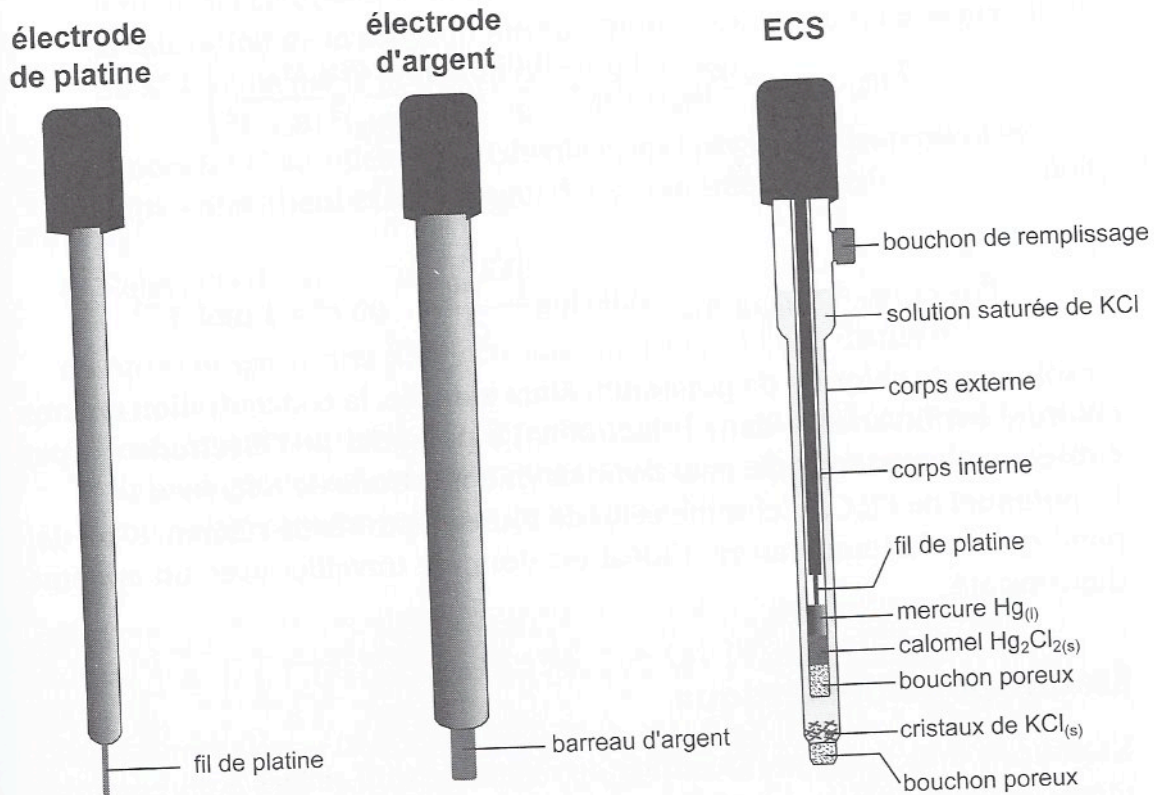 électrode
de platine
électrode
d'argent
ECS
bouchon de remplissage
solution saturée de KCl
corps externe
corps interne
fil de platine
mercure Hg(l)
calomel Hg₂Cl₂(s)
bouchon poreux
cristaux de KCl(s)
bouchon poreux
barreau d'argent
fil de platine